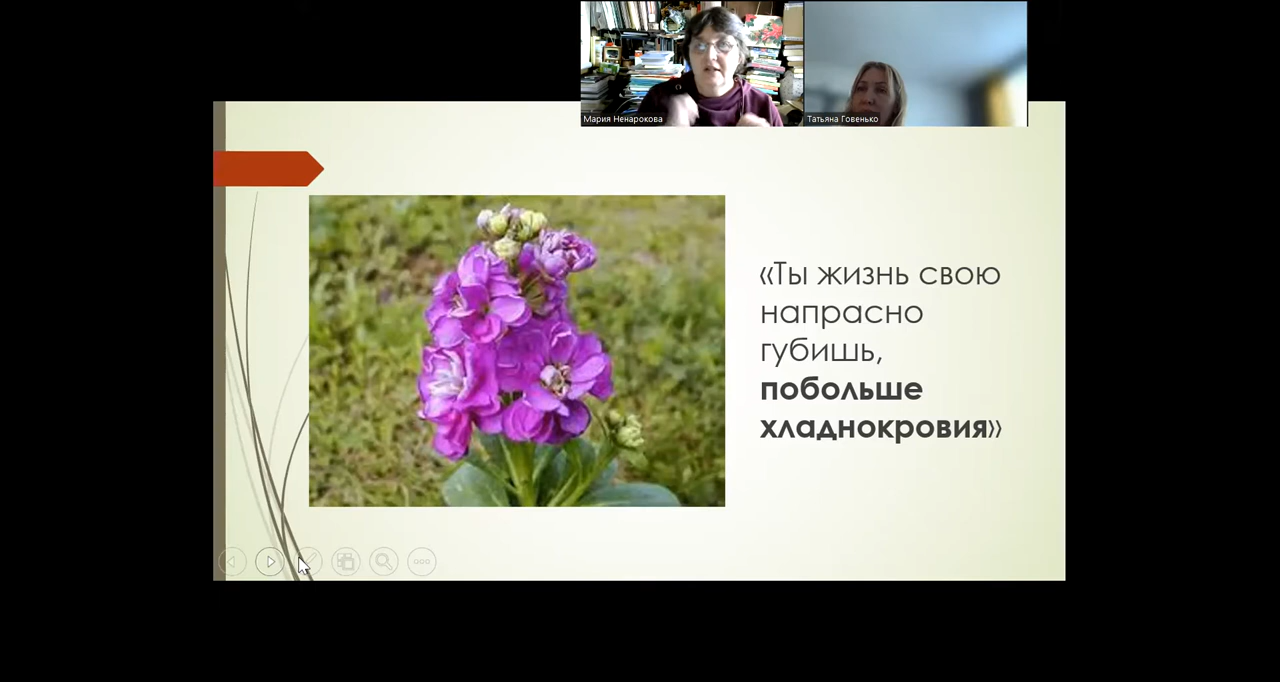 Мария Ненарокова
Татьяна Говенько
«Ты жизнь свою
напрасно
губишь,
побольше
хладнокровия»